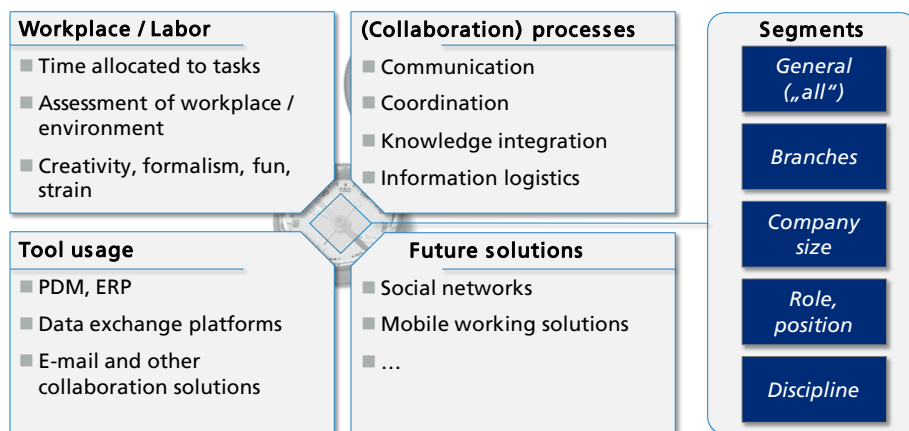 Workplace / Labor
Time allocated to tasks
Assessment of workplace /
environment
Creativity, formalism, fun,
strain
(Collaboration) processes
Communication
Coordination
Knowledge integration
Information logistics
Tool usage
PDM, ERP
Data exchange platforms
E-mail and other
collaboration solutions
Future solutions
Social networks
Mobile working solutions
…
Segments
General
(„all“)
Branches
Company
size
Role,
position
Discipline